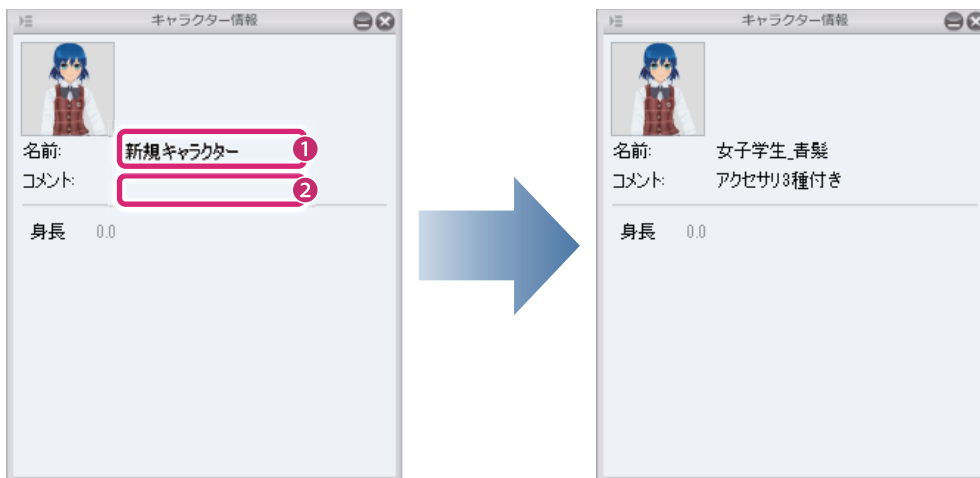 キャラクター情報
名前: 新規キャラクター ❶
コメント: ❷
身長 0.0
キャラクター情報
名前: 女子学生_青髪
コメント: アクセサリ3種付き
身長 0.0